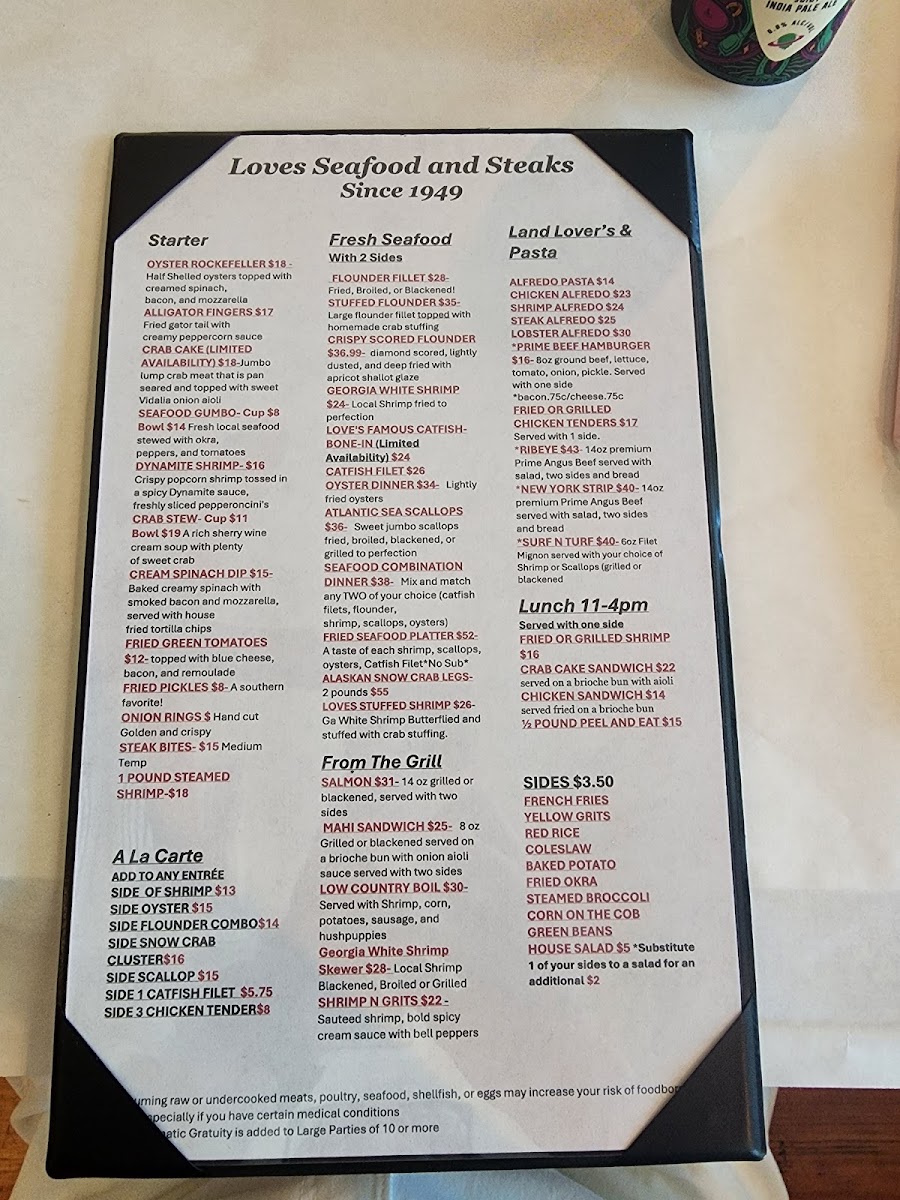 INDIA PALE ALE
Loves Seafood and Steaks
Since 1949
Starter
OYSTER ROCKEFELLER $18 -
Half Shelled oysters topped with
creamed spinach,
bacon, and mozzarella
ALLIGATOR FINGERS $17
Fried gator tail with
creamy peppercorn sauce
CRAB CAKE (LIMITED
AVAILABILITY) $18-Jumbo
lump crab meat that is pan
seared and topped with sweet
Vidalia onion aioli
SEAFOOD GUMBO- Cup $8
Bowl $14 Fresh local seafood
stewed with okra,
peppers, and tomatoes
DYNAMITE SHRIMP- $16
Crispy popcorn shrimp tossed in
a spicy Dynamite sauce,
freshly sliced pepperoncini's
CRAB STEW- Cup $11
Bowl $19 A rich sherry wine
cream soup with plenty
of sweet crab
CREAM SPINACH DIP $15-
Baked creamy spinach with
smoked bacon and mozzarella,
served with house
fried tortilla chips
FRIED GREEN TOMATOES
$12- topped with blue cheese,
bacon, and remoulade
FRIED PICKLES $8- A southern
favorite!
ONION RINGS $ Hand cut
Golden and crispy
STEAK BITES- $15 Medium
Temp
1 POUND STEAMED
SHRIMP-$18
A La Carte
ADD TO ANY ENTRÉE
SIDE OF SHRIMP $13
SIDE OYSTER $15
SIDE FLOUNDER COMBO$14
SIDE SNOW CRAB
CLUSTER$16
SIDE SCALLOP $15
SIDE 1 CATFISH FILET $5.75
SIDE 3 CHICKEN TENDER$8
Fresh Seafood
With 2 Sides
FLOUNDER FILLET $28-
Fried, Broiled, or Blackened!
STUFFED FLOUNDER $35-
Large flounder fillet topped with
homemade crab stuffing
CRISPY SCORED FLOUNDER
$36,99- diamond scored, lightly
dusted, and deep fried with
apricot shallot glaze
GEORGIA WHITE SHRIMP
$24- Local Shrimp fried to
perfection
LOVE'S FAMOUS CATFISH-
BONE-IN (Limited
Availability) $24
CATFISH FILET $26
OYSTER DINNER $34- Lightly
fried oysters
ATLANTIC SEA SCALLOPS
$36- Sweet jumbo scallops
fried, broiled, blackened, or
grilled to perfection
SEAFOOD COMBINATION
DINNER $38- Mix and match
any TWO of your choice (catfish
filets, flounder,
shrimp, scallops, oysters)
FRIED SEAFOOD PLATTER $52-
A taste of each shrimp, scallops,
oysters, Catfish Filet*No Sub*
ALASKAN SNOW CRAB LEGS-
2 pounds $55
LOVES STUFFED SHRIMP $26-
Ga White Shrimp Butterflied and
stuffed with crab stuffing.
From The Grill
SALMON $31- 14 oz grilled or
blackened, served with two
sides
MAHI SANDWICH $25- 8 oz
Grilled or blackened served on
a brioche bun with onion aioli
sauce served with two sides
LOW COUNTRY BOIL $30-
Served with Shrimp, corn,
potatoes, sausage, and
hushpuppies
Georgia White Shrimp
Skewer $28- Local Shrimp
Blackened, Broiled or Grilled
SHRIMP N GRITS $22 -
Sauteed shrimp, bold spicy
cream sauce with bell peppers
Land Lover's &
Pasta
ALFREDO PASTA $14
CHICKEN ALFREDO $23
SHRIMP ALFREDO $24
STEAK ALFREDO $25
LOBSTER ALFREDO $30
*PRIME BEEF HAMBURGER
$16- 8oz ground beef, lettuce,
tomato, onion, pickle. Served
with one side
*bacon.75c/cheese.75c
FRIED OR GRILLED
CHICKEN TENDERS $17
Served with 1 side.
*RIBEYE $43- 14oz premium
Prime Angus Beef served with
salad, two sides and bread
*NEW YORK STRIP $40- 14oz
premium Prime Angus Beef
served with salad, two sides
and bread
*SURF N TURF $40- 6oz Filet
Mignon served with your choice of
Shrimp or Scallops (grilled or
blackened
Lunch 11-4pm
Served with one side
FRIED OR GRILLED SHRIMP
$16
CRAB CAKE SANDWICH $22
served on a brioche bun with aioli
CHICKEN SANDWICH $14
served fried on a brioche bun
½ POUND PEEL AND EAT $15
SIDES $3.50
FRENCH FRIES
YELLOW GRITS
RED RICE
COLESLAW
BAKED POTATO
FRIED OKRA
STEAMED BROCCOLI
CORN ON THE COB
GREEN BEANS
HOUSE SALAD $5 *Substitute
1 of your sides to a salad for an
additional $2
uming raw or undercooked meats, poultry, seafood, shellfish, or eggs may increase your risk of foodbor
pecially if you have certain medical conditions
atic Gratuity is added to Large Parties of 10 or more